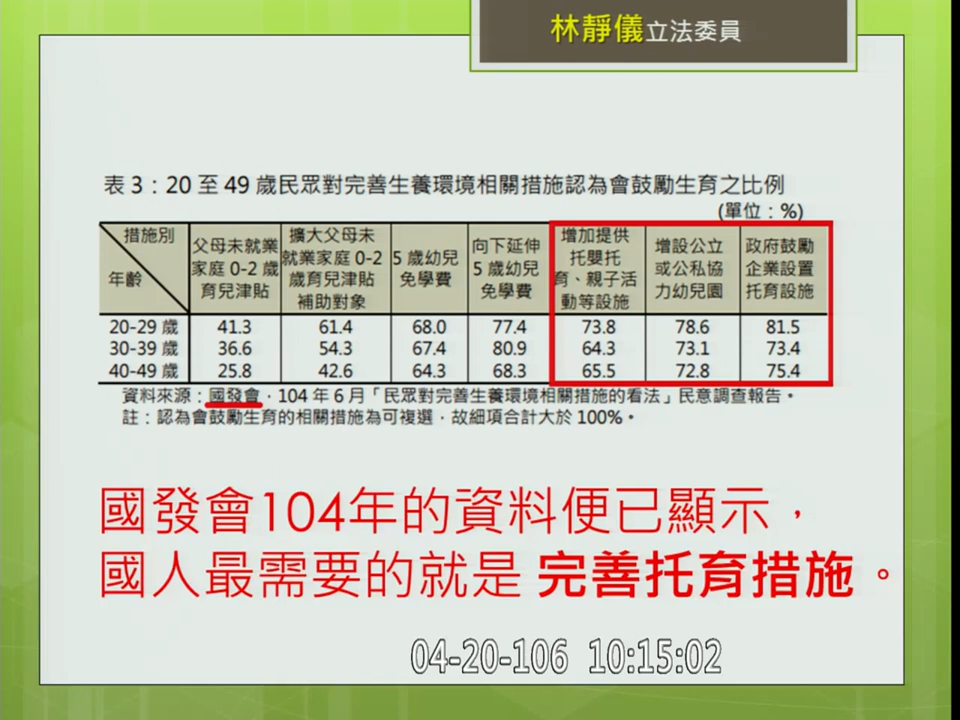 林靜儀立法委員
表 3：20 至 49 歲民眾對完善生養環境相關措施認為會鼓勵生育之比例
(單位：%)
措施別
年齡
父母未就業
家庭 0-2 歲
育兒津貼
擴大父母未
就業家庭 0-2
歲育兒津貼
補助對象
5 歲幼兒
免學費
向下延伸
5 歲幼兒
免學費
增加提供
托嬰托
育、親子活
動等設施
增設公立
或公私協
力幼兒園
政府鼓勵
企業設置
托育設施
20-29 歲 41.3 61.4 68.0 77.4 73.8 78.6 81.5
30-39 歲 36.6 54.3 67.4 80.9 64.3 73.1 73.4
40-49 歲 25.8 42.6 64.3 68.3 65.5 72.8 75.4
資料來源：國發會，104 年 6 月「民眾對完善生養環境相關措施的看法」民意調查報告。
註：認為會鼓勵生育的相關措施為可複選，故細項合計大於 100%。
國發會104年的資料便已顯示，
國人最需要的就是 完善托育措施。
04-20-106 10:15:02